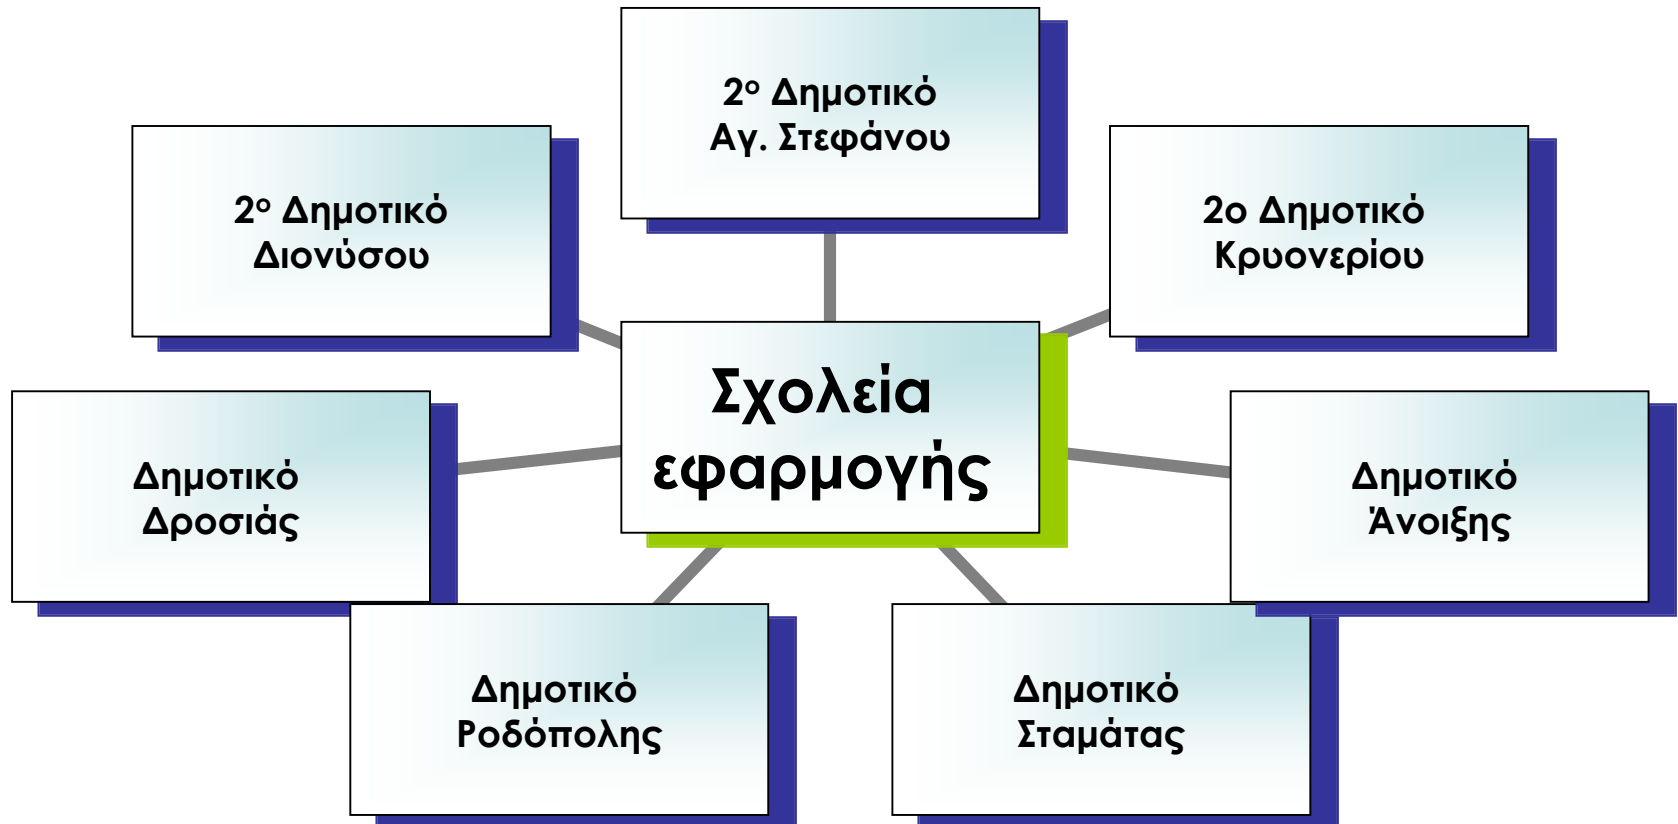 2ο Δημοτικό
Αγ. Στεφάνου
2ο Δημοτικό
Διονύσου
2ο Δημοτικό
Κρυονερίου
Σχολεία
εφαρμογής
Δημοτικό
Δροσιάς
Δημοτικό
Άνοιξης
Δημοτικό
Ροδόπολης
Δημοτικό
Σταμάτας